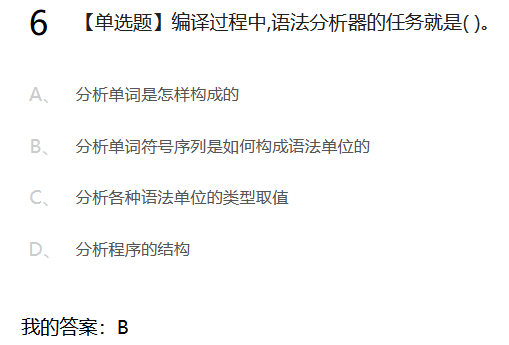 6 【单选题】编译过程中,语法分析器的任务就是( )。
A、 分析单词是怎样构成的
B、 分析单词符号序列是如何构成语法单位的
C、 分析各种语法单位的类型取值
D、 分析程序的结构
我的答案：B